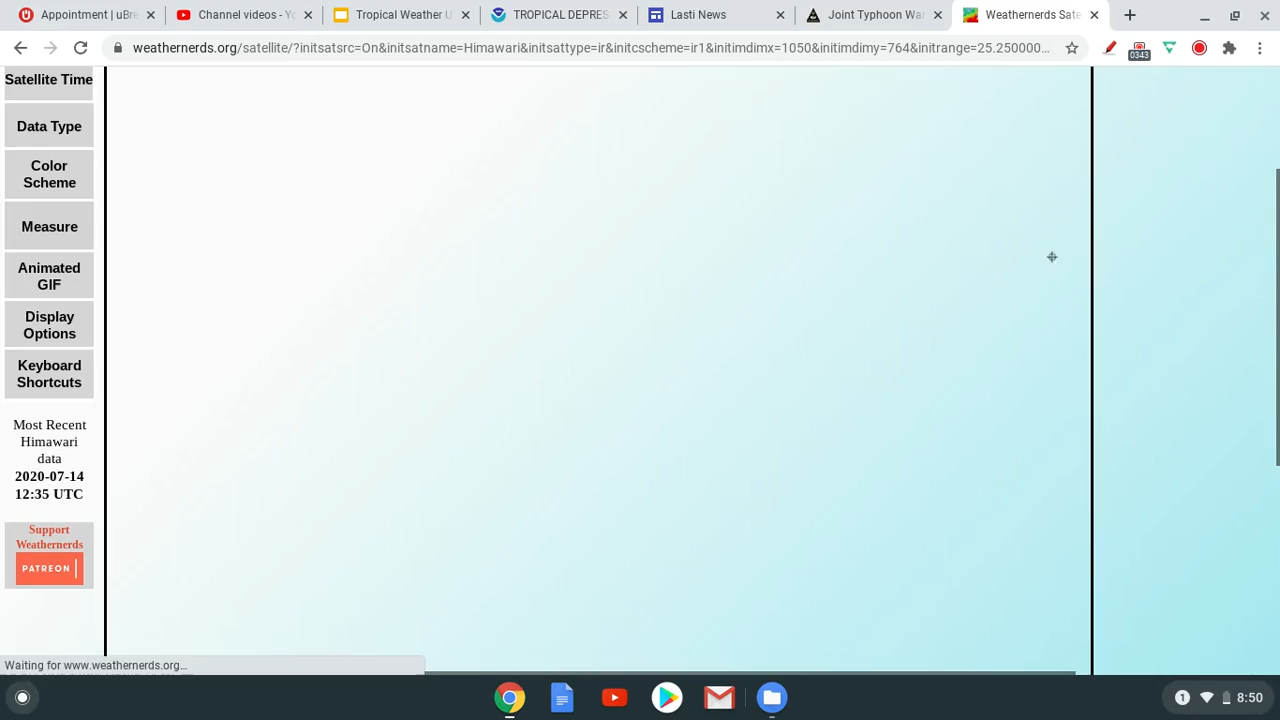 Appointment | uBre
Channel videos - Yo
Tropical Weather U
TROPICAL DEPRES
Lasti News
Joint Typhoon War
Weathernerds Sate
weathernerds.org/satellite/?initsatsrc=On&initsatname=Himawari&initsattype=ir&initcscheme=ir1&initimdimx=1050&initimdimy=764&initrange=25.250000…
0343
Satellite Time
Data Type
Color
Scheme
Measure
Animated
GIF
Display
Options
Keyboard
Shortcuts
Most Recent
Himawari
data
2020-07-14
12:35 UTC
Support
Weathernerds
PATREON
Waiting for www.weathernerds.org…
1
8:50